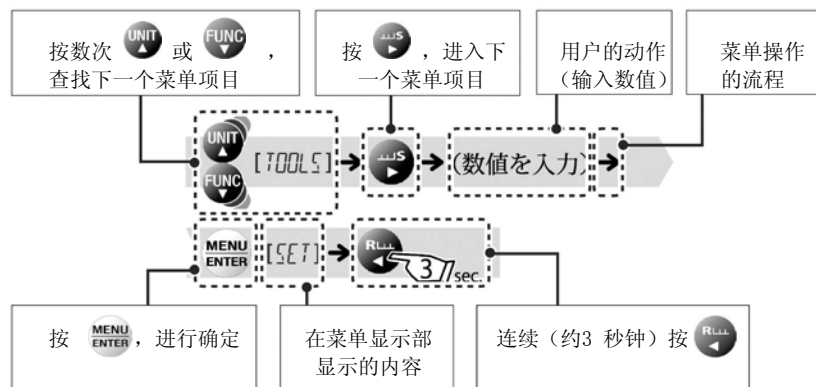 按数次 UNIT 或 FUNC ，
查找下一个菜单项目
按 S ，进入下
一个菜单项目
用户的动作
（输入数值）
菜单操作
的流程
UNIT
FUNC
[TOOLS]
S
(数値を入力)
MENU
ENTER
[SET]
R
3 sec.
按 MENU ENTER，进行确定
在菜单显示部
显示的内容
连续（约3 秒钟）按 R